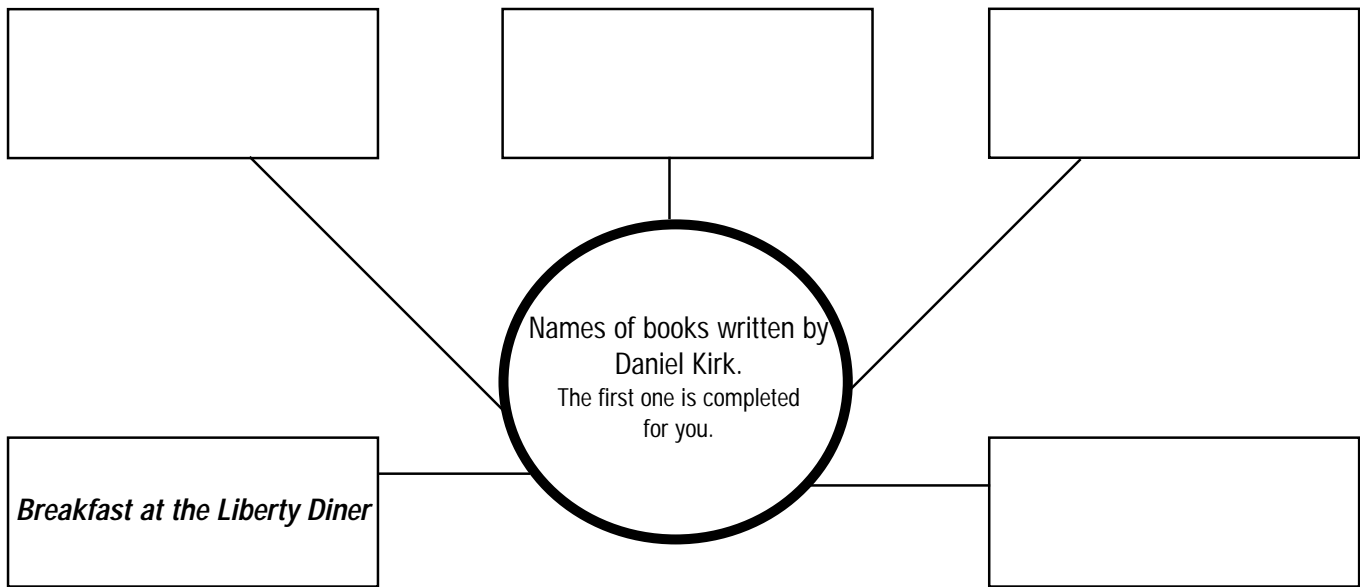 Names of books written by
Daniel Kirk.
The first one is completed
for you.
Breakfast at the Liberty Diner